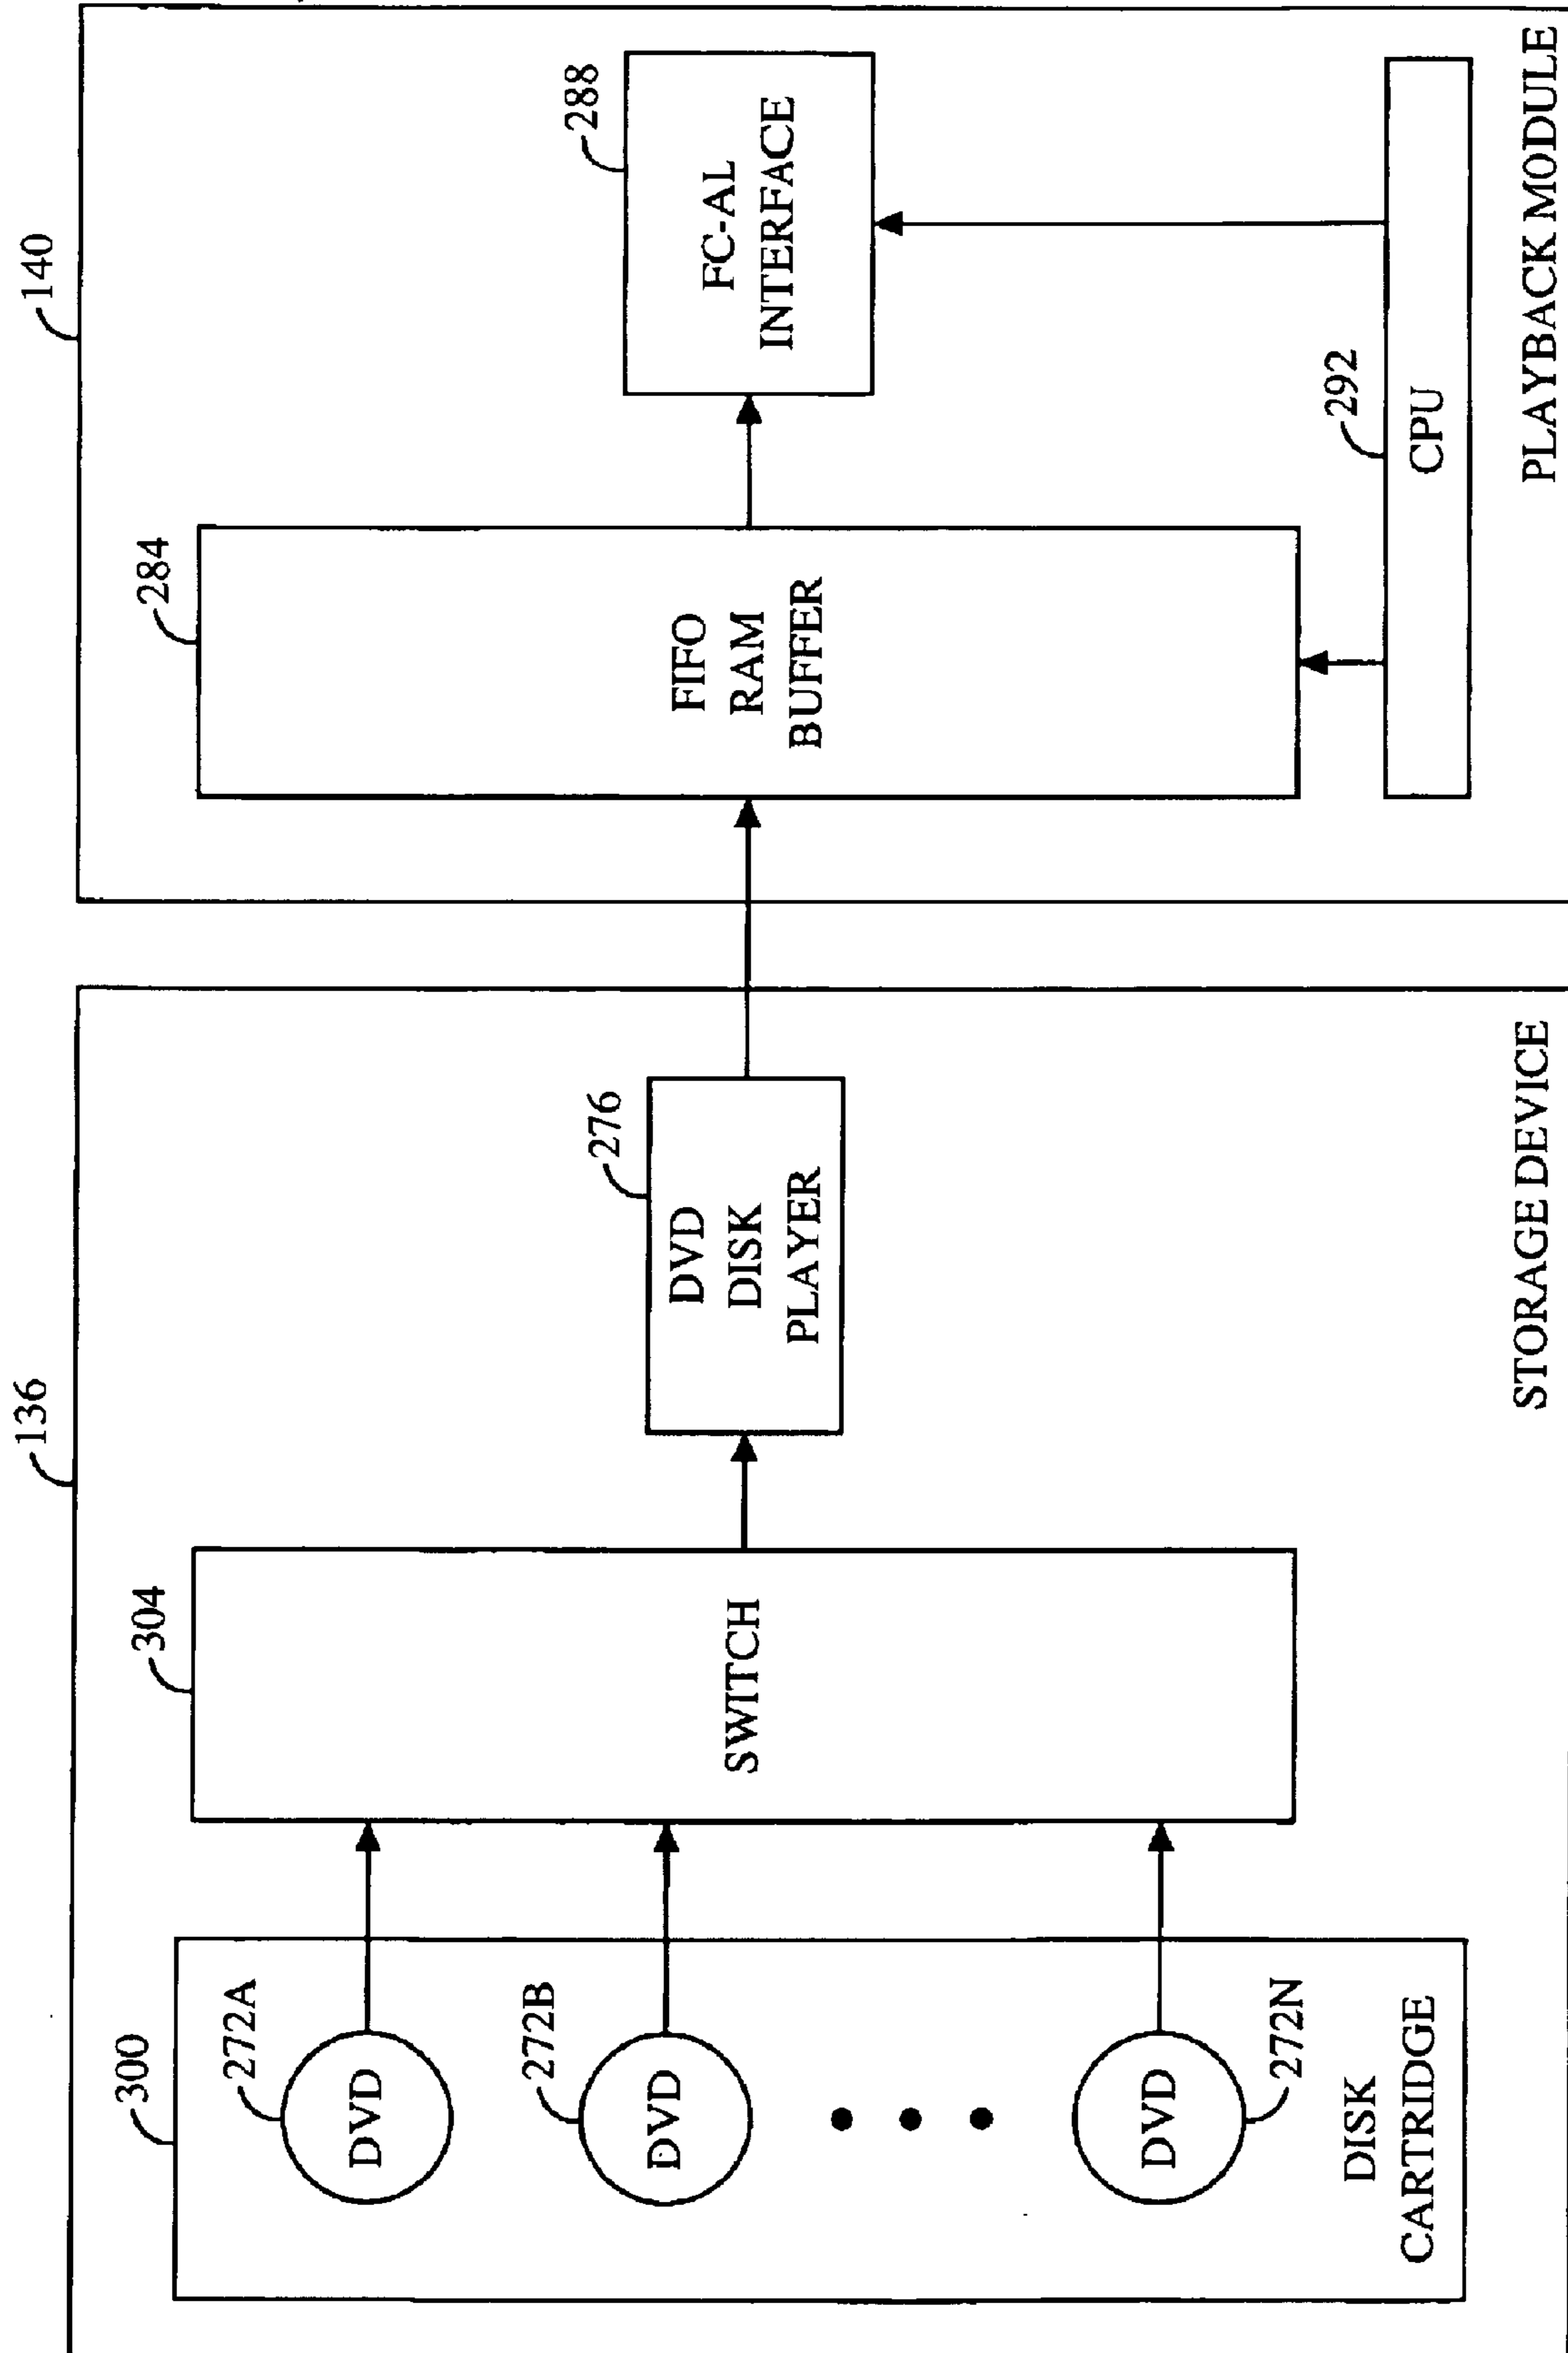 136
300
272A
DVD
272B
DVD
272N
DVD
DISK
CARTRIDGE
304
SWITCH
276
DVD
DISK
PLAYER
STORAGE DEVICE
140
284
FIFO
RAM
BUFFER
288
FC-AL
INTERFACE
292
CPU
PLAYBACK MODULE